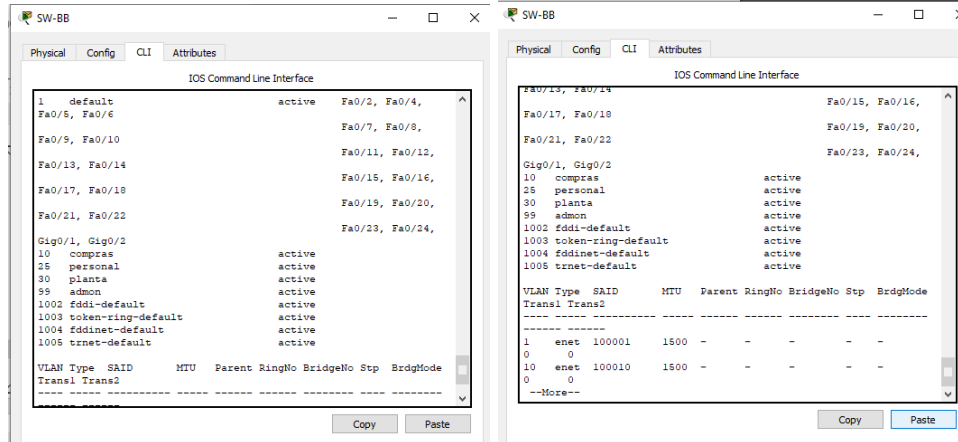 SW-BB
Physical Config CLI Attributes
IOS Command Line Interface
1 default active Fa0/2, Fa0/4,
Fa0/5, Fa0/6
Fa0/7, Fa0/8,
Fa0/9, Fa0/10
Fa0/11, Fa0/12,
Fa0/13, Fa0/14
Fa0/15, Fa0/16,
Fa0/17, Fa0/18
Fa0/19, Fa0/20,
Fa0/21, Fa0/22
Fa0/23, Fa0/24,
Gig0/1, Gig0/2
10 compras active
25 personal active
30 planta active
99 admon active
1002 fddi-default active
1003 token-ring-default active
1004 fddinet-default active
1005 trnet-default active
VLAN Type SAID MTU Parent RingNo BridgeNo Stp BrdgMode
Trans1 Trans2
---- ----- ---------- ----- ------ ------ -------- ---- --------
------ ------
Copy Paste
SW-BB
Physical Config CLI Attributes
IOS Command Line Interface
Fa0/13, Fa0/14
Fa0/15, Fa0/16,
Fa0/17, Fa0/18
Fa0/19, Fa0/20,
Fa0/21, Fa0/22
Fa0/23, Fa0/24,
Gig0/1, Gig0/2
10 compras active
25 personal active
30 planta active
99 admon active
1002 fddi-default active
1003 token-ring-default active
1004 fddinet-default active
1005 trnet-default active
VLAN Type SAID MTU Parent RingNo BridgeNo Stp BrdgMode
Trans1 Trans2
---- ----- ---------- ----- ------ ------ -------- ---- --------
------ ------
1 enet 100001 1500 - - - - -
0 0
10 enet 100010 1500 - - - - -
0 0
--More--
Copy Paste